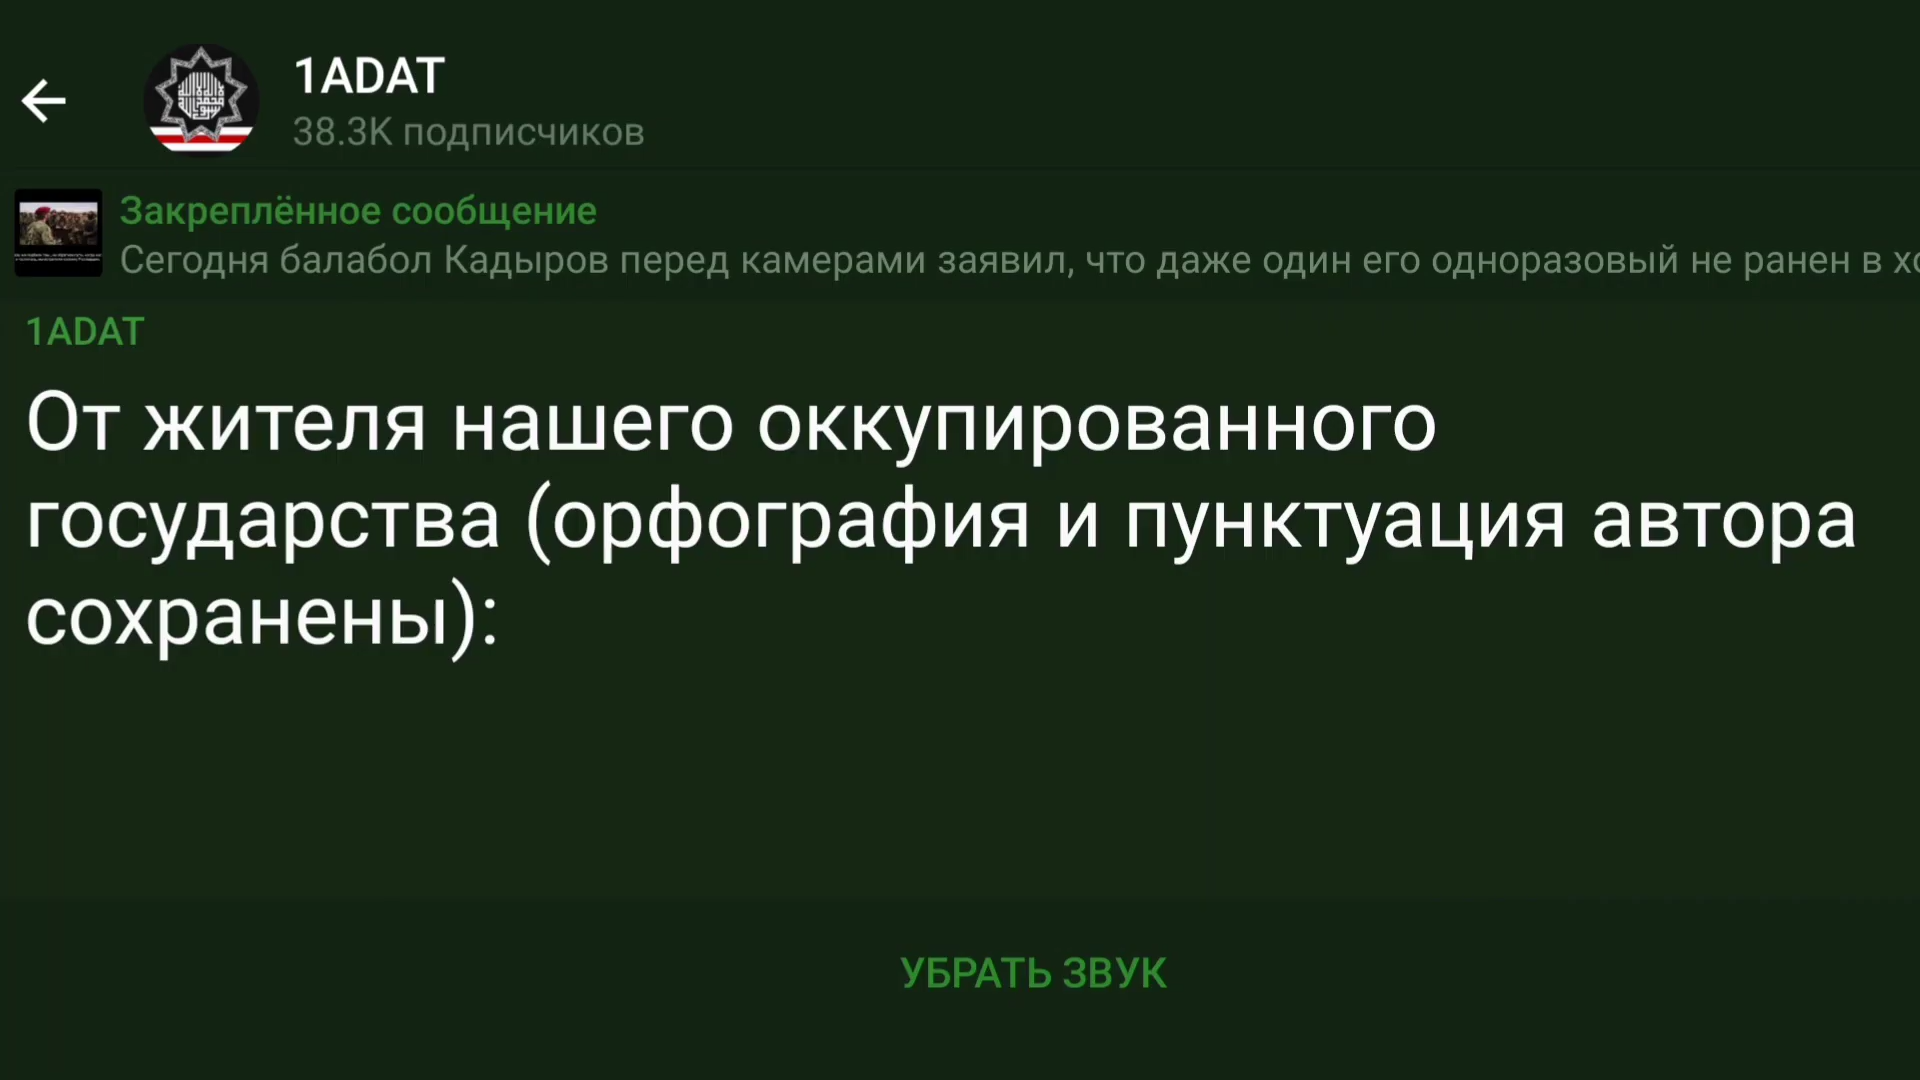 1ADAT
38.3K подписчиков
Закреплённое сообщение
Сегодня балабол Кадыров перед камерами заявил, что даже один его одноразовый не ранен в хо
1ADAT
От жителя нашего оккупированного
государства (орфография и пунктуация автора
сохранены):
УБРАТЬ ЗВУК